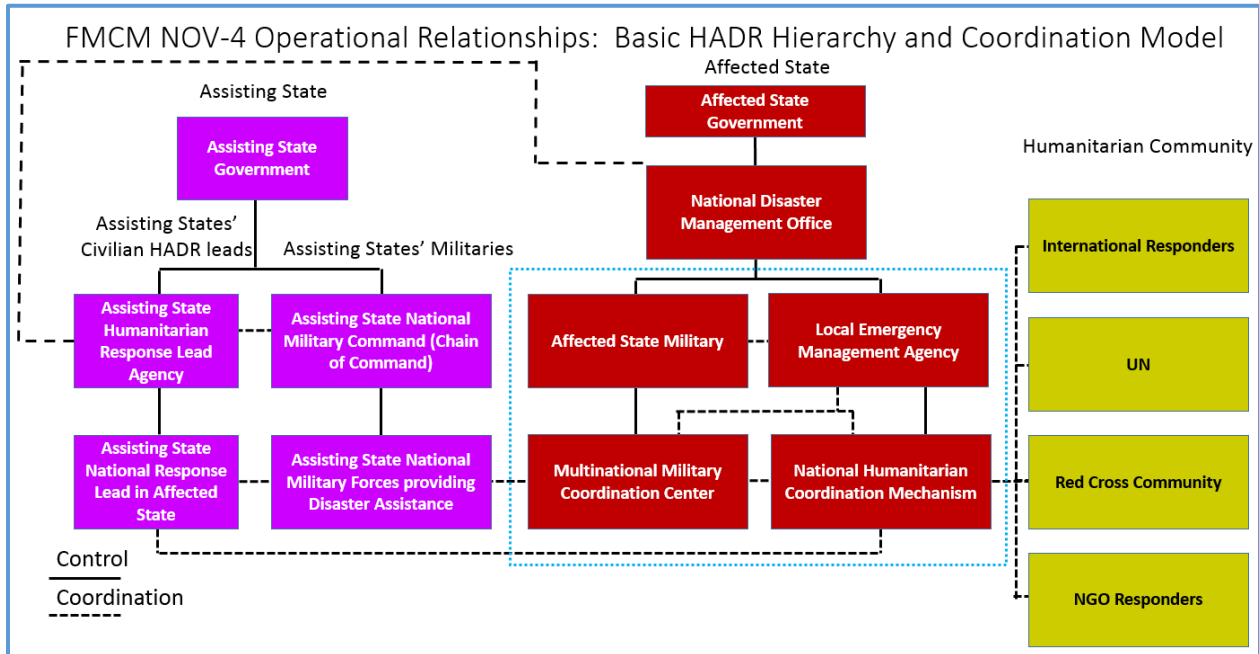 FMCM NOV-4 Operational Relationships: Basic HADR Hierarchy and Coordination Model
Assisting State
Assisting State
Government
Assisting States’
Civilian HADR leads
Assisting States’ Militaries
Assisting State
Humanitarian
Response Lead
Agency
Assisting State National
Military Command (Chain
of Command)
Assisting State
National Response
Lead in Affected
State
Assisting State National
Military Forces providing
Disaster Assistance
Affected State
Affected State
Government
National Disaster
Management Office
Affected State Military
Local Emergency
Management Agency
Multinational Military
Coordination Center
National Humanitarian
Coordination Mechanism
Humanitarian Community
International Responders
UN
Red Cross Community
NGO Responders
Control
Coordination